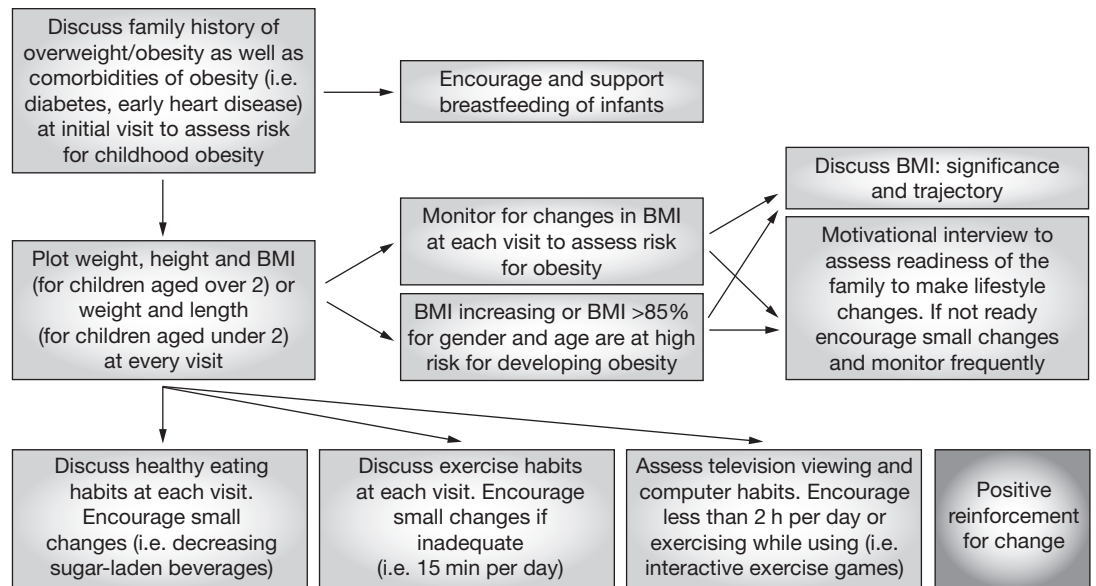 Discuss family history of
overweight/obesity as well as
comorbidities of obesity (i.e.
diabetes, early heart disease)
at initial visit to assess risk
for childhood obesity
Encourage and support
breastfeeding of infants
Plot weight, height and BMI
(for children aged over 2) or
weight and length
(for children aged under 2)
at every visit
Monitor for changes in BMI
at each visit to assess risk
for obesity
BMI increasing or BMI >85%
for gender and age are at high
risk for developing obesity
Discuss BMI: significance
and trajectory
Motivational interview to
assess readiness of the
family to make lifestyle
changes. If not ready
encourage small changes
and monitor frequently
Discuss healthy eating
habits at each visit.
Encourage small
changes (i.e. decreasing
sugar-laden beverages)
Discuss exercise habits
at each visit. Encourage
small changes if
inadequate
(i.e. 15 min per day)
Assess television viewing and
computer habits. Encourage
less than 2 h per day or
exercising while using (i.e.
interactive exercise games)
Positive
reinforcement
for change